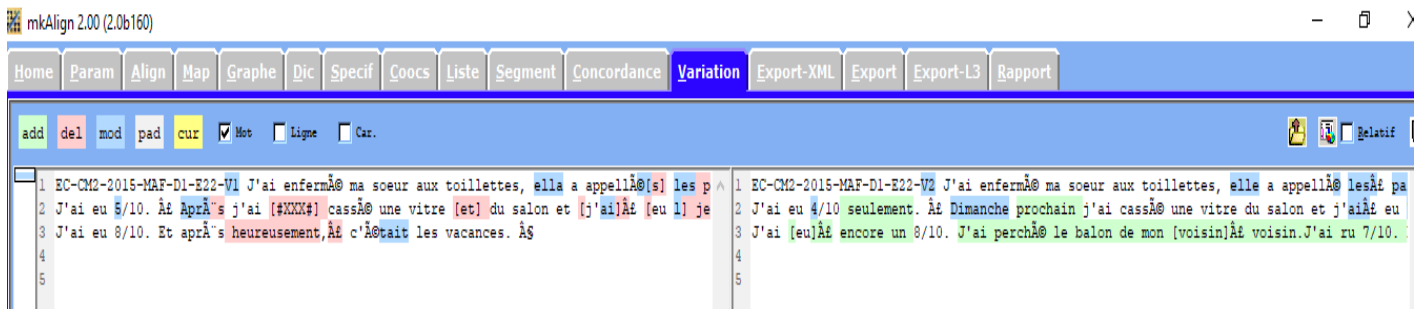 mkAlign 2.00 (2.0b160)
Home Param Align Map Graphe Dic Specif Coocs Liste Segment Concordance Variation Export-XML Export Export-L3 Rapport
add del mod pad cur Mot Ligne Car. Relatif
1 EC-CM2-2015-MAF-D1-E22-V1 J'ai enfermÃ© ma soeur aux toillettes, ella a appellÃ©[s] les p
2 J'ai eu 5/10. Â£ AprÃ¨s j'ai [#XXX#] cassÃ© une vitre [et] du salon et [j'ai]Â£ [eu l] je
3 J'ai eu 8/10. Et aprÃ¨s heureusement,Â£ c'Ã©tait les vacances. Â§
4
5
1 EC-CM2-2015-MAF-D1-E22-V2 J'ai enfermÃ© ma soeur aux toillettes, elle a appellÃ© lesÂ£ pa
2 J'ai eu 4/10 seulement. Â£ Dimanche prochain j'ai cassÃ© une vitre du salon et j'aiÂ£ eu
3 J'ai [eu]Â£ encore un 8/10. J'ai perchÃ© le balon de mon [voisin]Â£ voisin.J'ai ru 7/10.
4
5